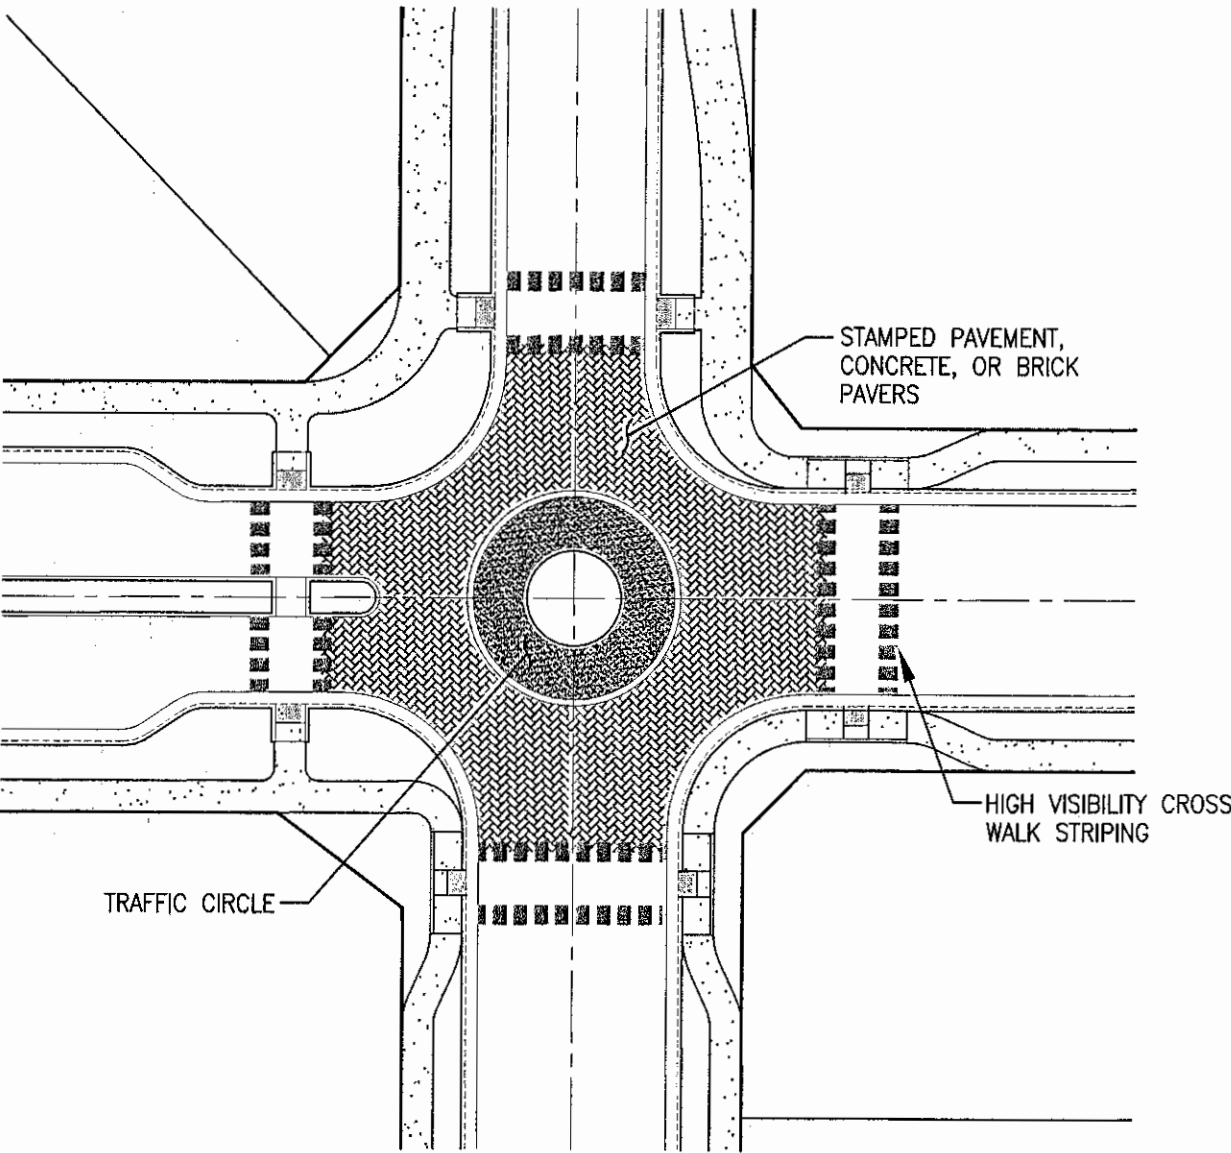 STAMPED PAVEMENT,
CONCRETE, OR BRICK
PAVERS
HIGH VISIBILITY CROSS
WALK STRIPING
TRAFFIC CIRCLE